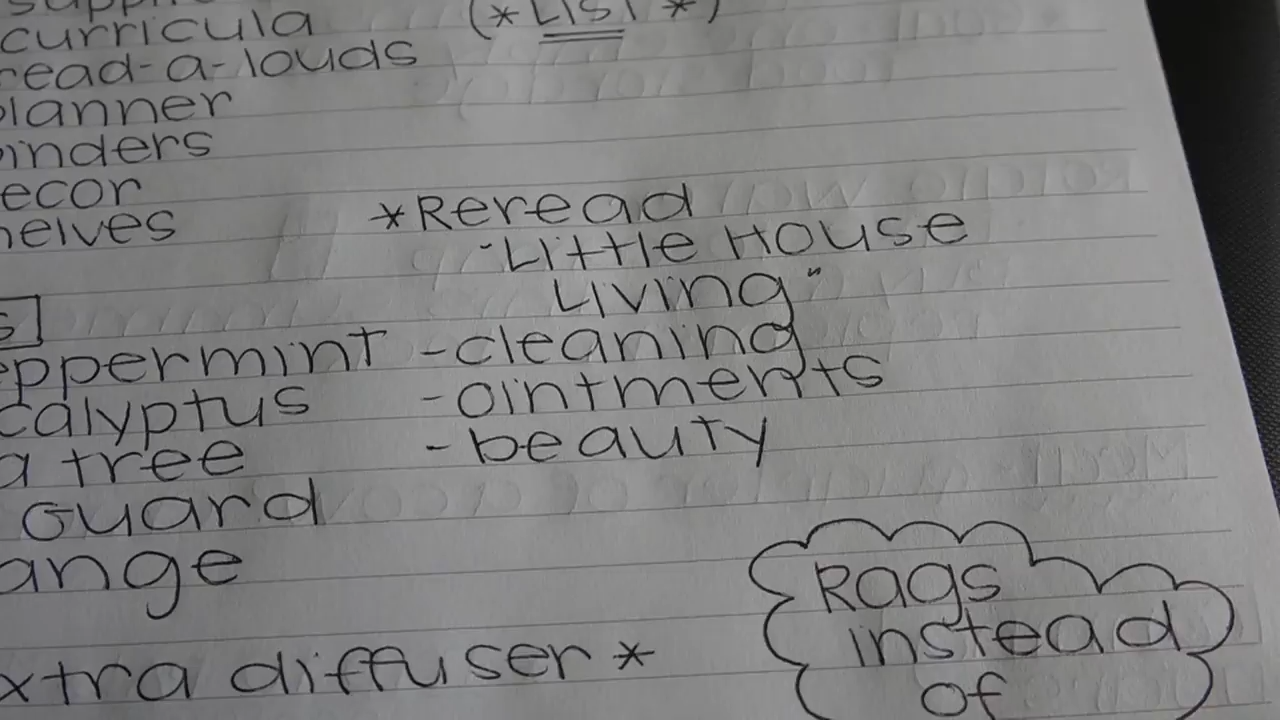 (*LIST*)
curricula
read-a-louds
planner
binders
ecor
helves
*Reread
"Little House
Living"
-cleaning
-ointments
-beauty
s
eppermint
calyptus
a tree
Guard
ange
xtra diffuser *
Rags
instead
of